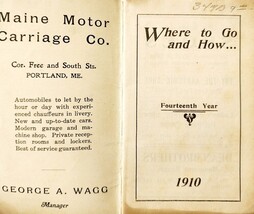 Maine Motor
Carriage Co.
Cor. Free and South Sts.
PORTLAND, ME.
Automobiles to let by the
hour or day with experi-
enced chauffeurs in livery.
New and up-to-date cars.
Modern garage and ma-
chine shop. Private recep-
tion rooms and lockers.
Best of service guaranteed.
GEORGE A. WAGG
Manager
Where to Go
and How...
Fourteenth Year
1910